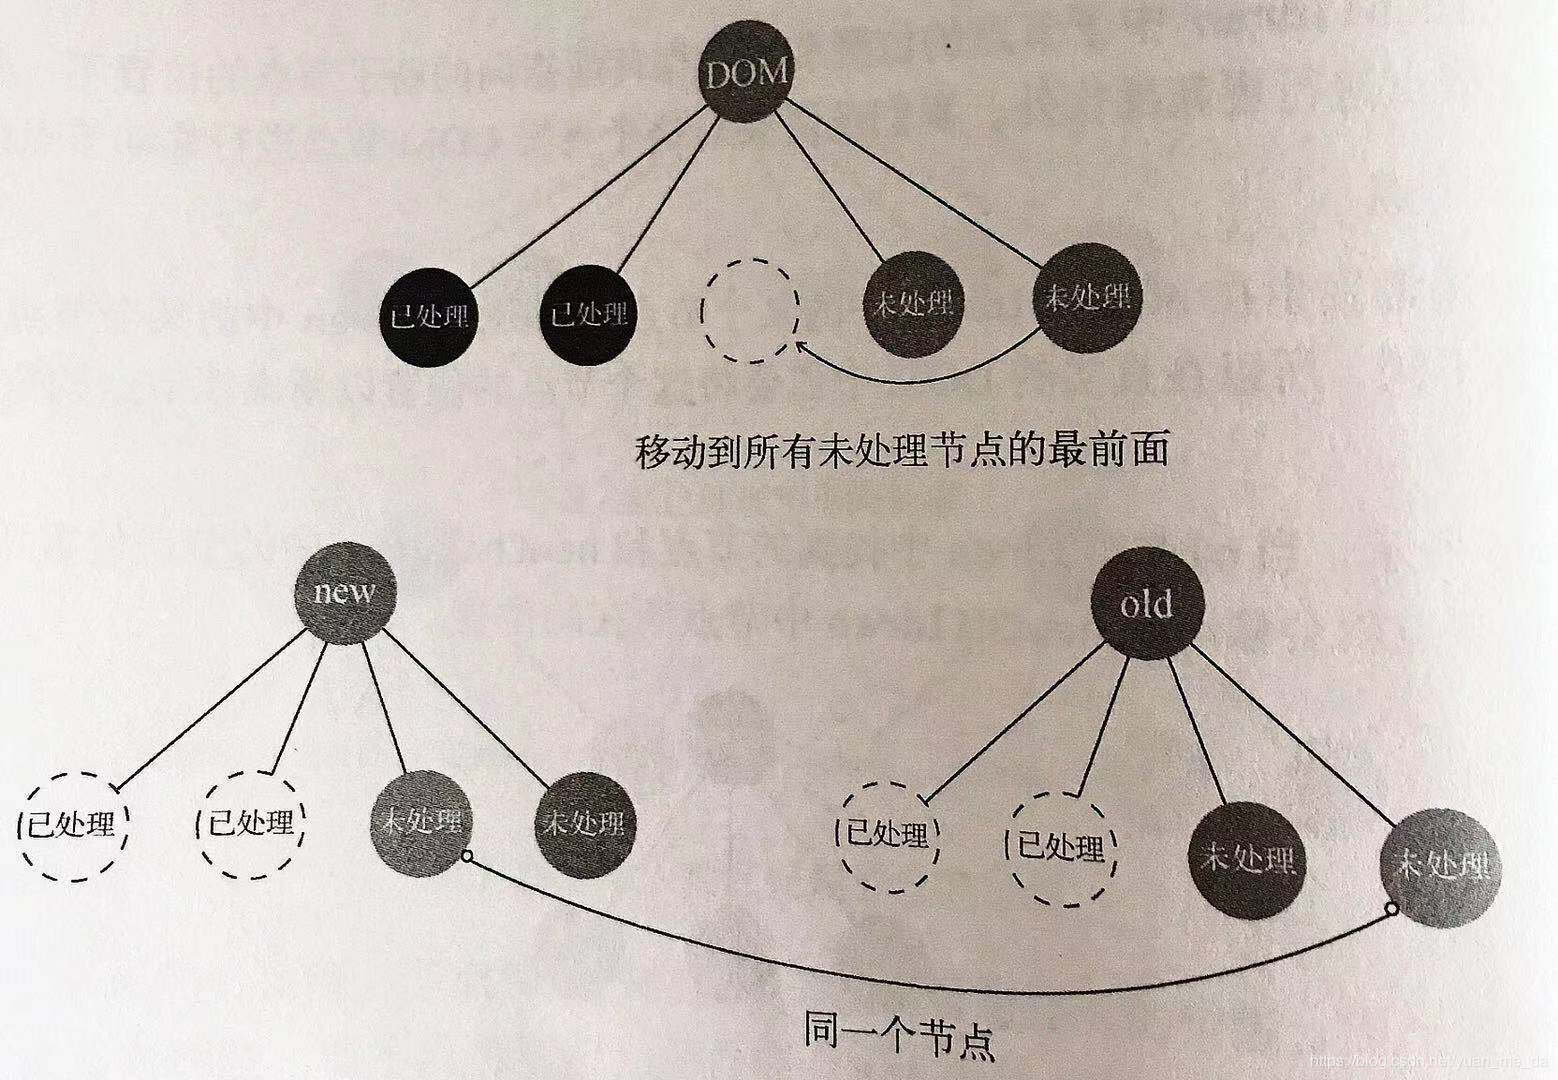 DOM
已处理
已处理
未处理
未处理
移动到所有未处理节点的最前面
new
old
已处理
已处理
未处理
未处理
已处理
已处理
未处理
未处理
同一个节点
https://blog.csdn.net/yuan_ma_da